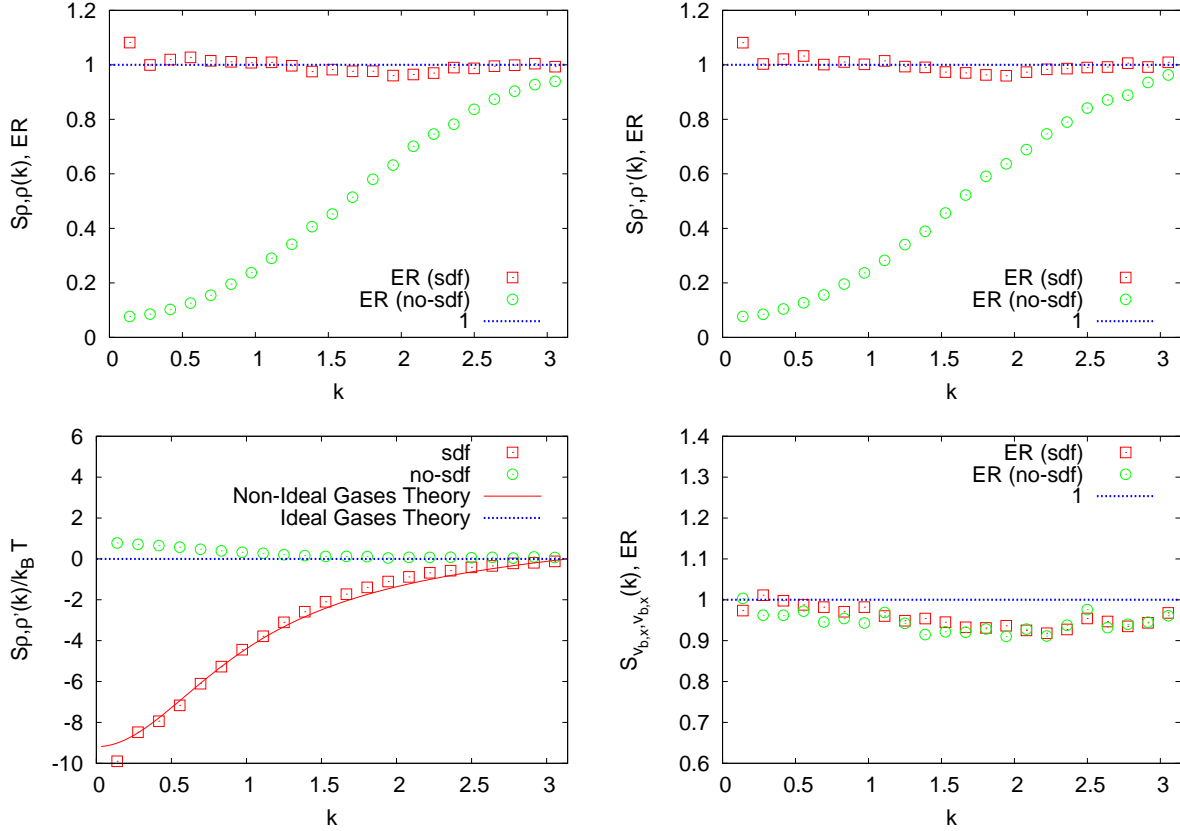 1.2
1
0.8
0.6
0.4
0.2
0
Sρ,ρ(k), ER
ER (sdf)
ER (no-sdf)
1
0 0.5 1 1.5 2 2.5 3
k
1.2
1
0.8
0.6
0.4
0.2
0
Sρ',ρ'(k), ER
ER (sdf)
ER (no-sdf)
1
0 0.5 1 1.5 2 2.5 3
k
6
4
2
0
-2
-4
-6
-8
-10
Sρ,ρ'(k)/k_B T
sdf
no-sdf
Non-Ideal Gases Theory
Ideal Gases Theory
0 0.5 1 1.5 2 2.5 3
k
1.4
1.3
1.2
1.1
1
0.9
0.8
0.7
0.6
S_{v_{b,x},v_{b,x}}(k), ER
ER (sdf)
ER (no-sdf)
1
0 0.5 1 1.5 2 2.5 3
k